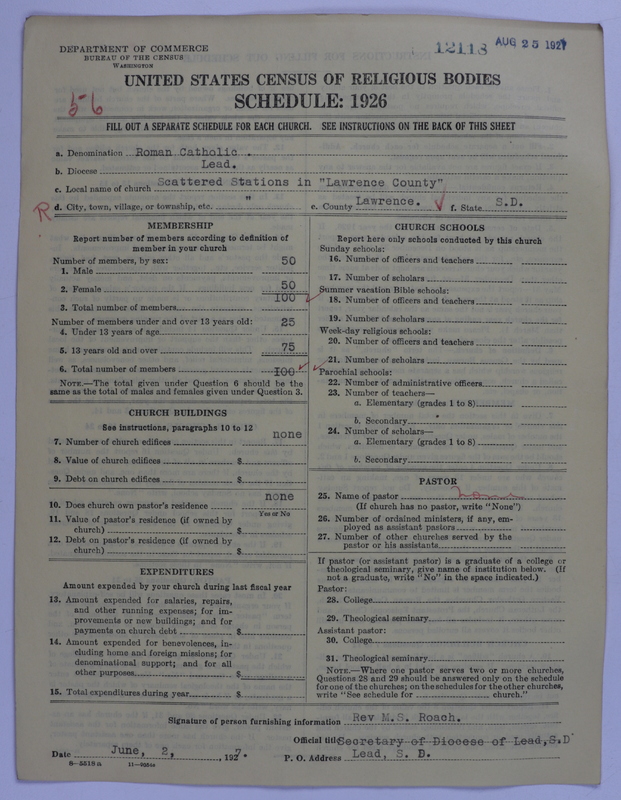 DEPARTMENT OF COMMERCE
BUREAU OF THE CENSUS
WASHINGTON
12118 AUG 25 1927
UNITED STATES CENSUS OF RELIGIOUS BODIES
SCHEDULE: 1926
56
FILL OUT A SEPARATE SCHEDULE FOR EACH CHURCH. SEE INSTRUCTIONS ON THE BACK OF THIS SHEET
a. Denomination Roman Catholic .
b. Diocese Lead.
c. Local name of church Scattered Stations in "Lawrence County"
R d. City, town, village, or township, etc. " e. County Lawrence. f. State S.D.
MEMBERSHIP
Report number of members according to definition of
member in your church
Number of members, by sex:
1. Male 50
2. Female 50
3. Total number of members 100
Number of members under and over 13 years old:
4. Under 13 years of age 25
5. 13 years old and over 75
6. Total number of members 100
NOTE.—The total given under Question 6 should be the
same as the total of males and females given under Question 3.
CHURCH BUILDINGS
See instructions, paragraphs 10 to 12
7. Number of church edifices none
8. Value of church edifices $
9. Debt on church edifices $
10. Does church own pastor's residence none
Yes or No
11. Value of pastor's residence (if owned by
church) $
12. Debt on pastor's residence (if owned by
church) $
EXPENDITURES
Amount expended by your church during last fiscal year
13. Amount expended for salaries, repairs,
and other running expenses; for im-
provements or new buildings; and for
payments on church debt $
14. Amount expended for benevolences, in-
cluding home and foreign missions; for
denominational support; and for all
other purposes $
15. Total expenditures during year $
CHURCH SCHOOLS
Report here only schools conducted by this church
Sunday schools:
16. Number of officers and teachers
17. Number of scholars
Summer vacation Bible schools:
18. Number of officers and teachers
19. Number of scholars
Week-day religious schools:
20. Number of officers and teachers
21. Number of scholars
Parochial schools:
22. Number of administrative officers
23. Number of teachers—
a. Elementary (grades 1 to 8)
b. Secondary
24. Number of scholars—
a. Elementary (grades 1 to 8)
b. Secondary
PASTOR
25. Name of pastor none
(If church has no pastor, write "None")
26. Number of ordained ministers, if any, em-
ployed as assistant pastors
27. Number of other churches served by the
pastor or his assistants
If pastor (or assistant pastor) is a graduate of a college or
theological seminary, give name of institution below. (If
not a graduate, write "No" in the space indicated.)
Pastor:
28. College
29. Theological seminary
Assistant pastor:
30. College
31. Theological seminary
NOTE.—Where one pastor serves two or more churches,
Questions 28 and 29 should be answered only on the schedule
for one of the churches; on the schedules for the other churches,
write "See schedule for church."
Signature of person furnishing information Rev M.S. Roach.
Official title Secretary of Diocese of Lead, S.D
Date June, 2, , 1927. P. O. Address Lead, S. D.
8—5518 a